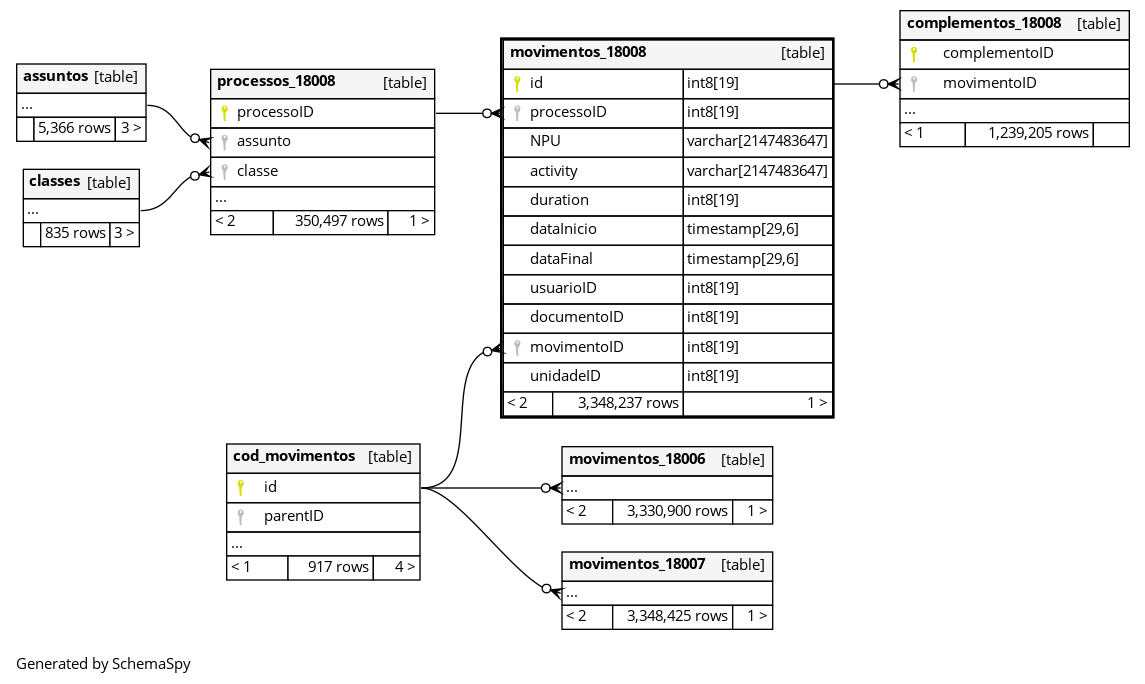 assuntos [table]
...
5,366 rows 3 >
classes [table]
...
835 rows 3 >
processos_18008 [table]
processoID
assunto
classe
...
< 2 350,497 rows 1 >
movimentos_18008 [table]
id int8[19]
processoID int8[19]
NPU varchar[2147483647]
activity varchar[2147483647]
duration int8[19]
dataInicio timestamp[29,6]
dataFinal timestamp[29,6]
usuarioID int8[19]
documentoID int8[19]
movimentoID int8[19]
unidadeID int8[19]
< 2 3,348,237 rows 1 >
complementos_18008 [table]
complementoID
movimentoID
...
< 1 1,239,205 rows
cod_movimentos [table]
id
parentID
...
< 1 917 rows 4 >
movimentos_18006 [table]
...
< 2 3,330,900 rows 1 >
movimentos_18007 [table]
...
< 2 3,348,425 rows 1 >
Generated by SchemaSpy